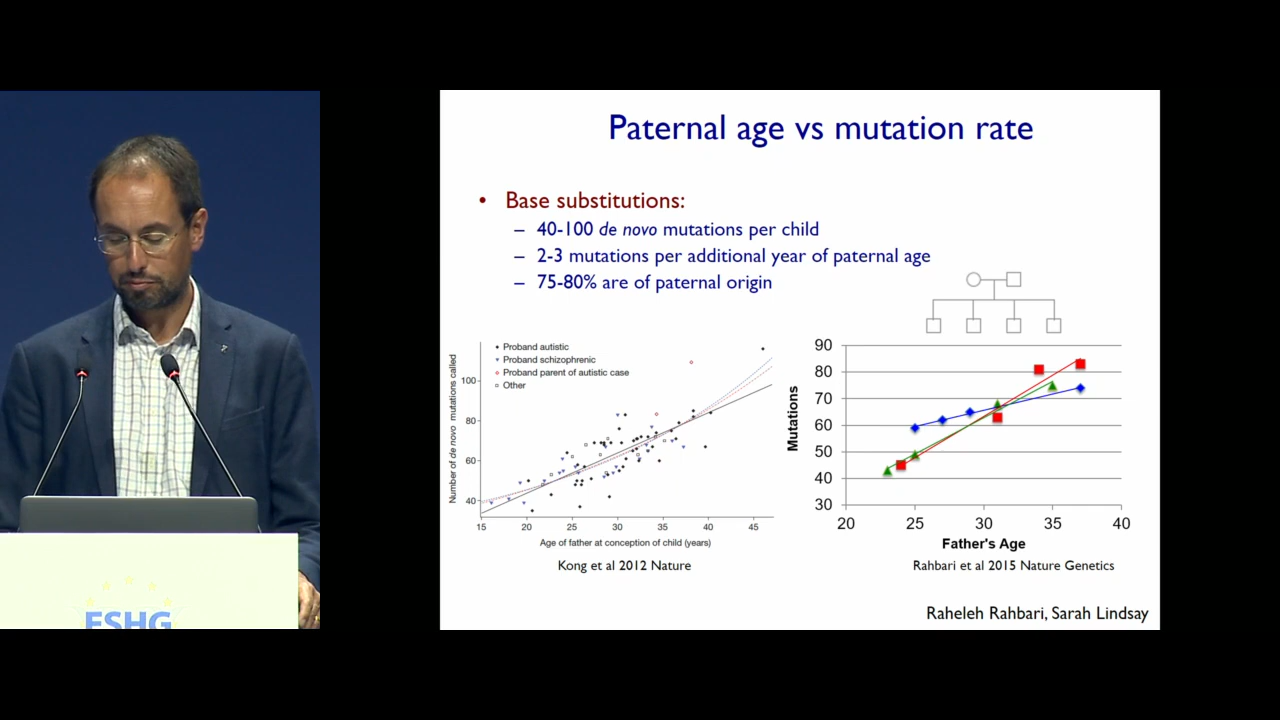 Paternal age vs mutation rate
• Base substitutions:
– 40-100 de novo mutations per child
– 2-3 mutations per additional year of paternal age
– 75-80% are of paternal origin
Proband autistic
Proband schizophrenic
Proband parent of autistic case
Other
Number of de novo mutations called
100
80
60
40
15 20 25 30 35 40 45
Age of father at conception of child (years)
Kong et al 2012 Nature
Mutations
90
80
70
60
50
40
30
20 25 30 35 40
Father's Age
Rahbari et al 2015 Nature Genetics
Raheleh Rahbari, Sarah Lindsay
ESHG